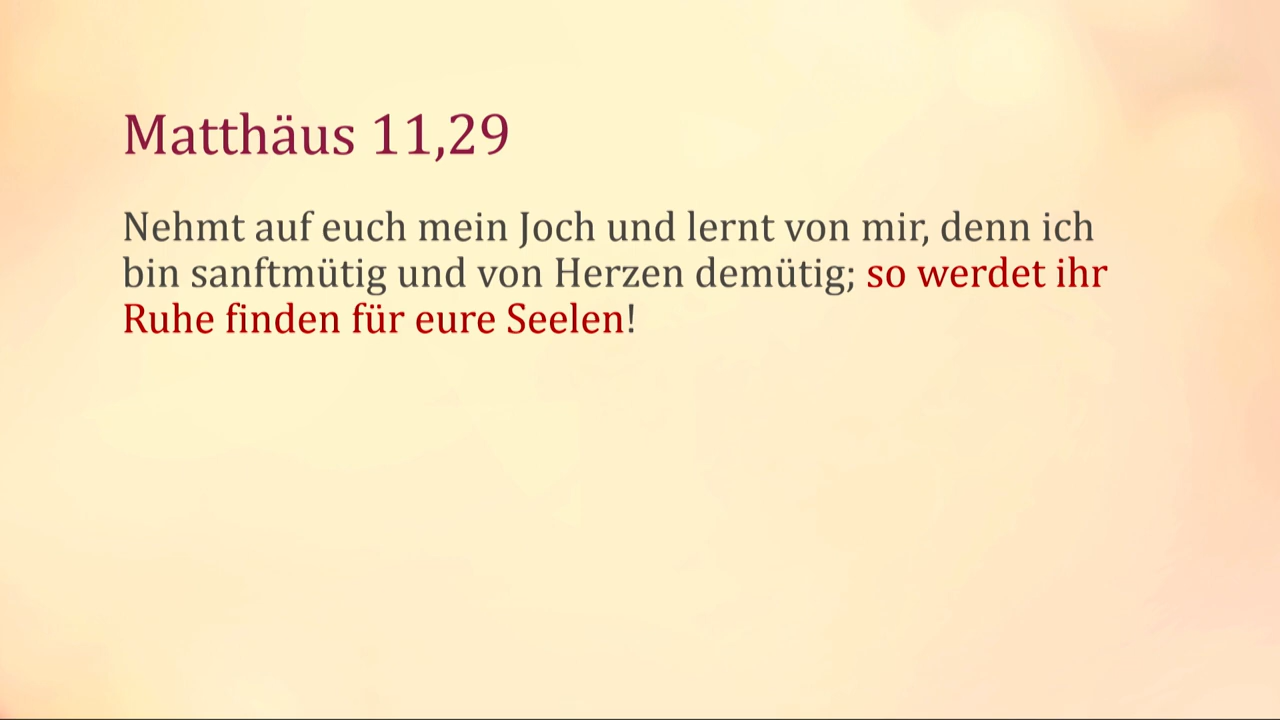 Matthäus 11,29
Nehmt auf euch mein Joch und lernt von mir, denn ich
bin sanftmütig und von Herzen demütig; so werdet ihr
Ruhe finden für eure Seelen!